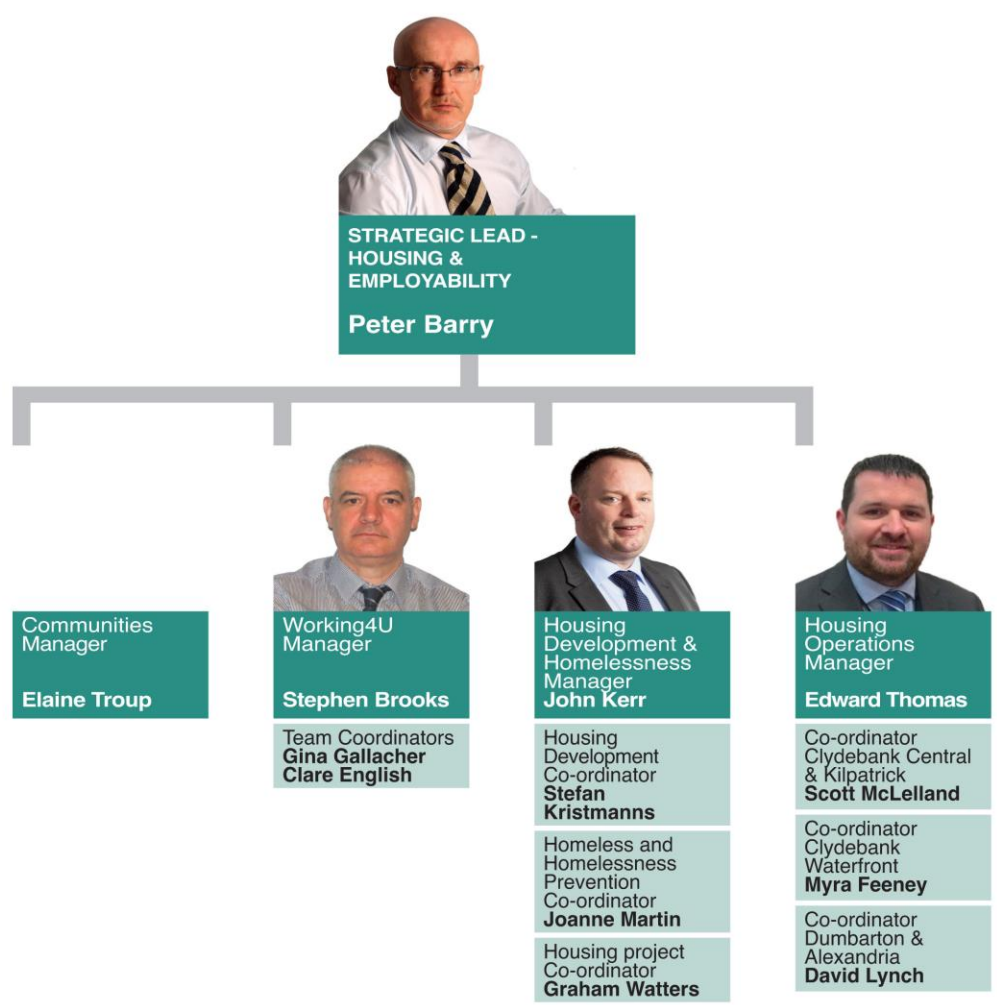 STRATEGIC LEAD -
HOUSING &
EMPLOYABILITY
Peter Barry
Communities
Manager
Elaine Troup
Working4U
Manager
Stephen Brooks
Team Coordinators
Gina Gallacher
Clare English
Housing
Development &
Homelessness
Manager
John Kerr
Housing
Development
Co-ordinator
Stefan
Kristmanns
Homeless and
Homelessness
Prevention
Co-ordinator
Joanne Martin
Housing project
Co-ordinator
Graham Watters
Housing
Operations
Manager
Edward Thomas
Co-ordinator
Clydebank Central
& Kilpatrick
Scott McLelland
Co-ordinator
Clydebank
Waterfront
Myra Feeney
Co-ordinator
Dumbarton &
Alexandria
David Lynch